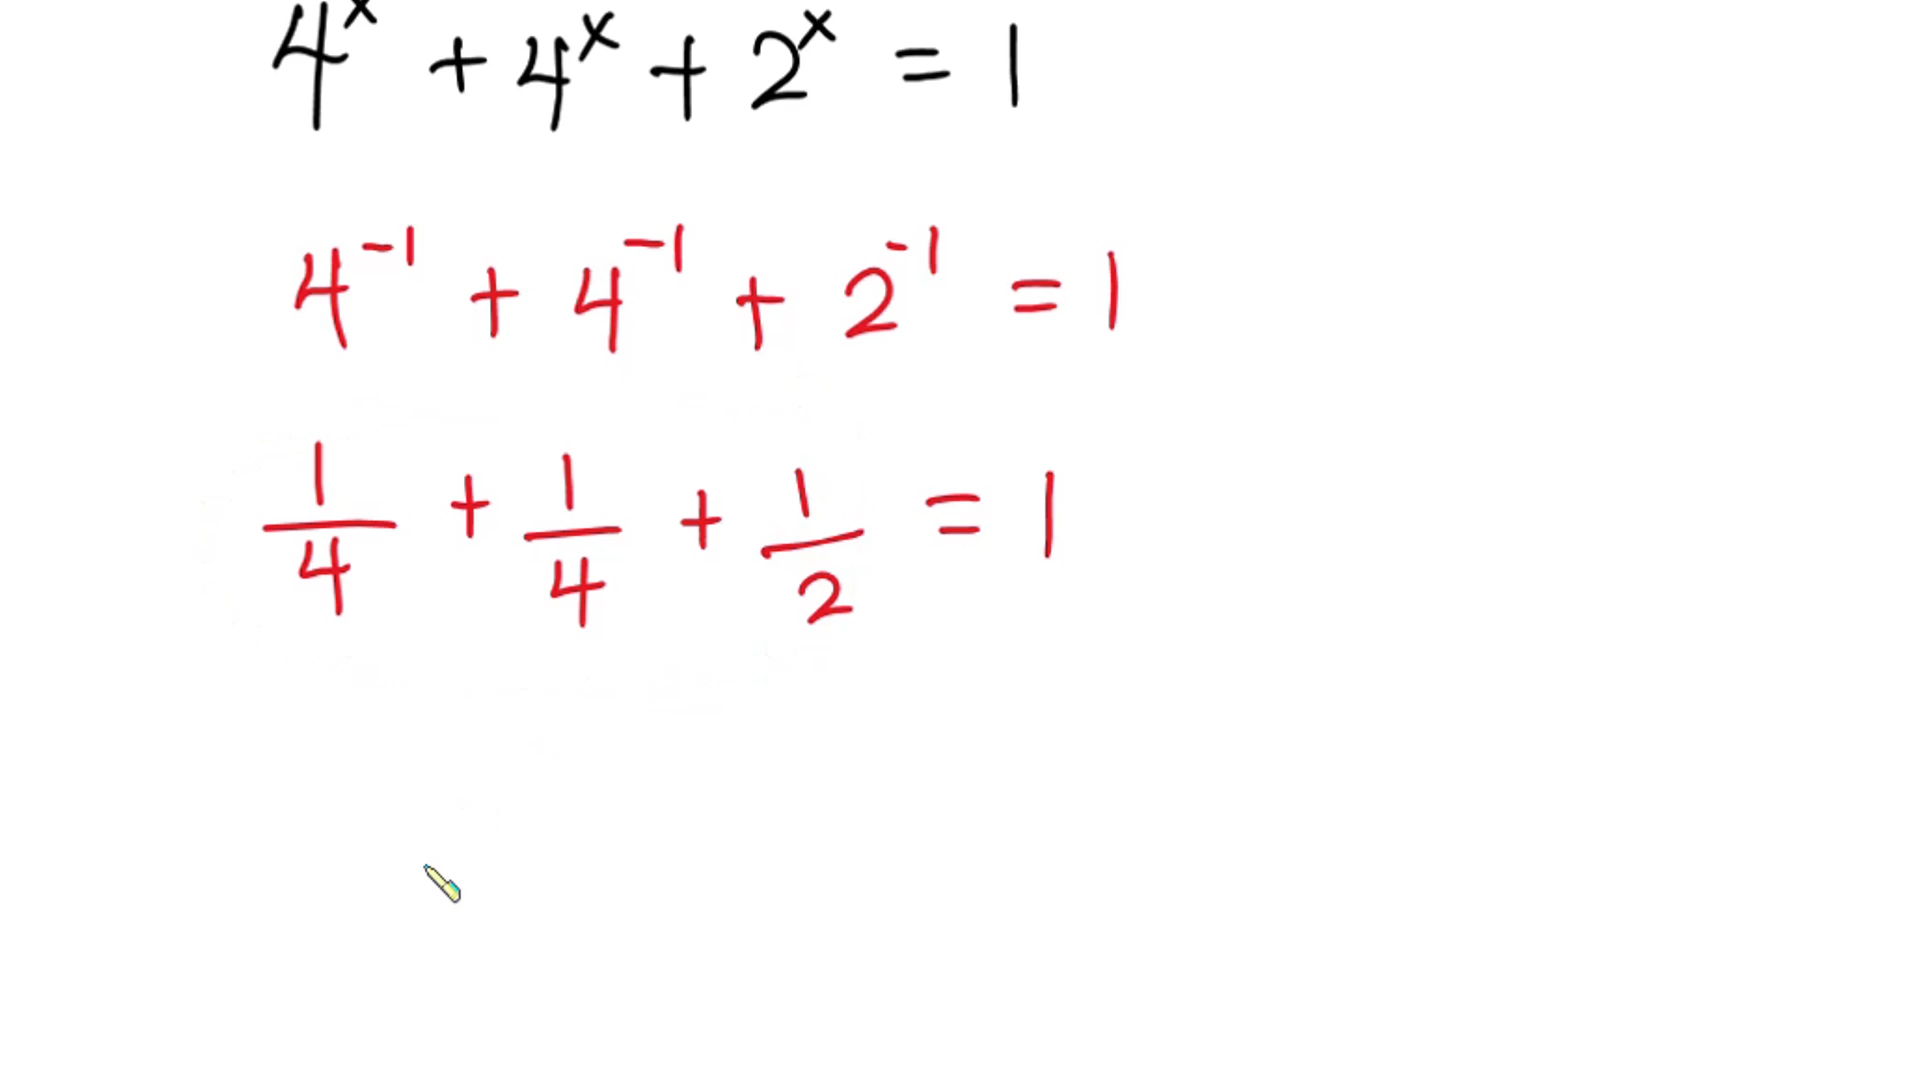 4^x + 4^x + 2^x = 1
4^-1 + 4^-1 + 2^-1 = 1
1/4 + 1/4 + 1/2 = 1